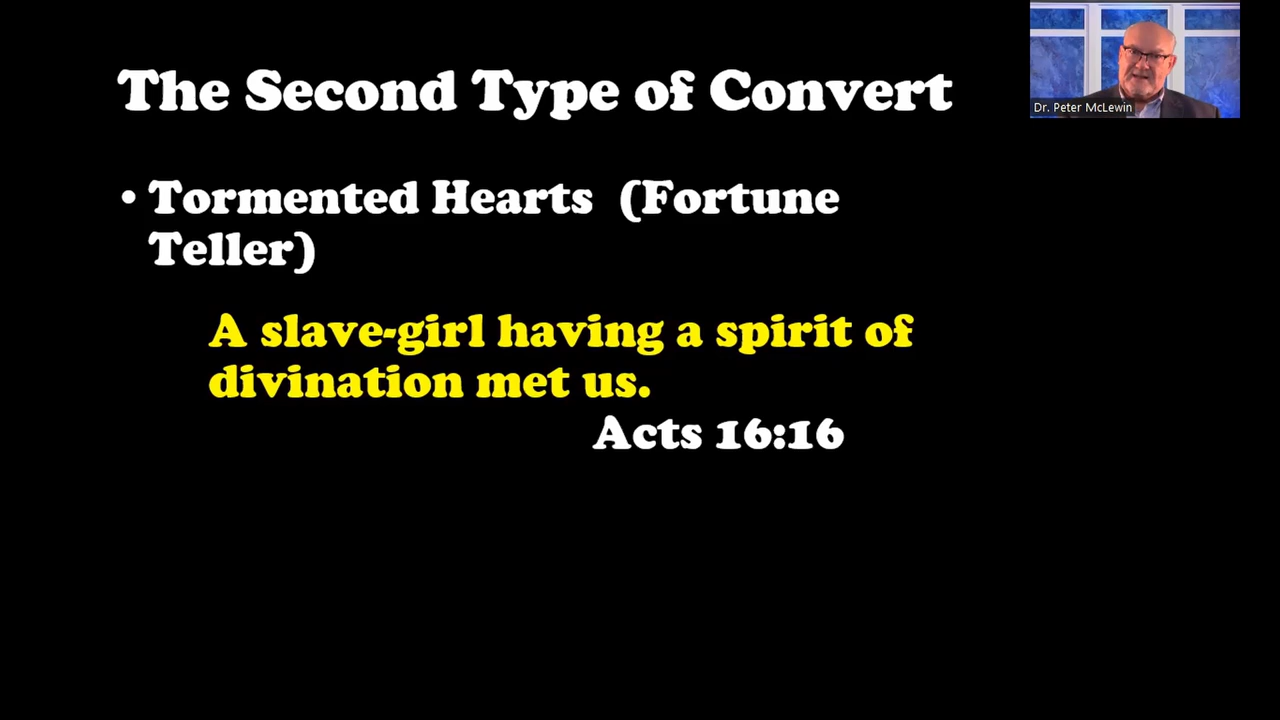 The Second Type of Convert
Dr. Peter McLewin
• Tormented Hearts (Fortune
Teller)
A slave-girl having a spirit of
divination met us.
Acts 16:16